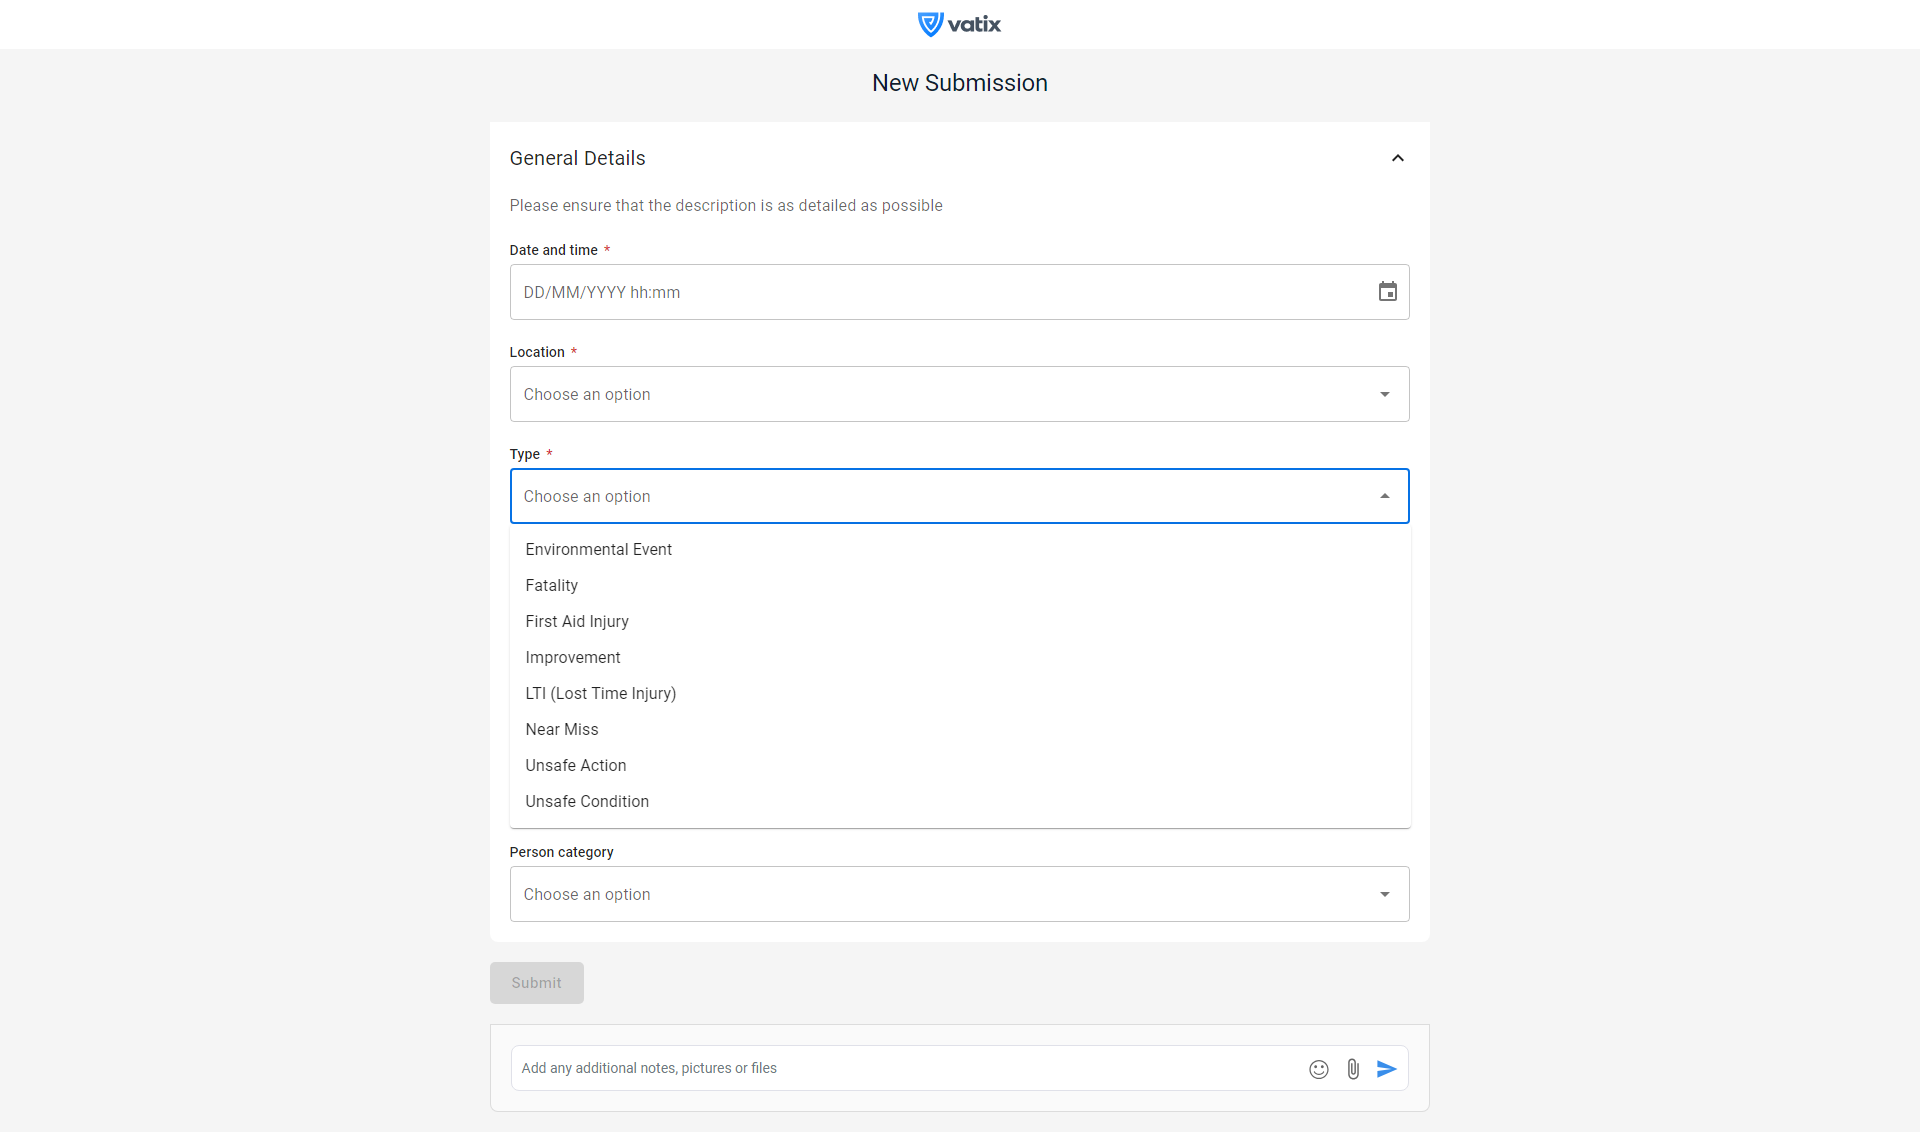 vatix
New Submission
General Details
Please ensure that the description is as detailed as possible
Date and time *
DD/MM/YYYY hh:mm
Location *
Choose an option
Type *
Choose an option
Environmental Event
Fatality
First Aid Injury
Improvement
LTI (Lost Time Injury)
Near Miss
Unsafe Action
Unsafe Condition
Person category
Choose an option
Submit
Add any additional notes, pictures or files